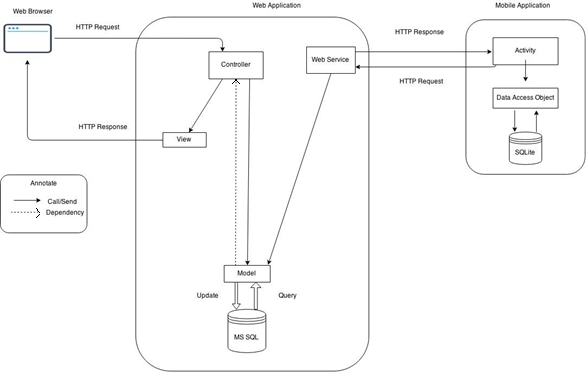 Web Browser
Web Application
Mobile Application
HTTP Request
HTTP Response
Controller
Web Service
Activity
HTTP Request
Data Access Object
HTTP Response
View
SQLite
Annotate
Call/Send
Dependency
Model
Update
Query
MS SQL